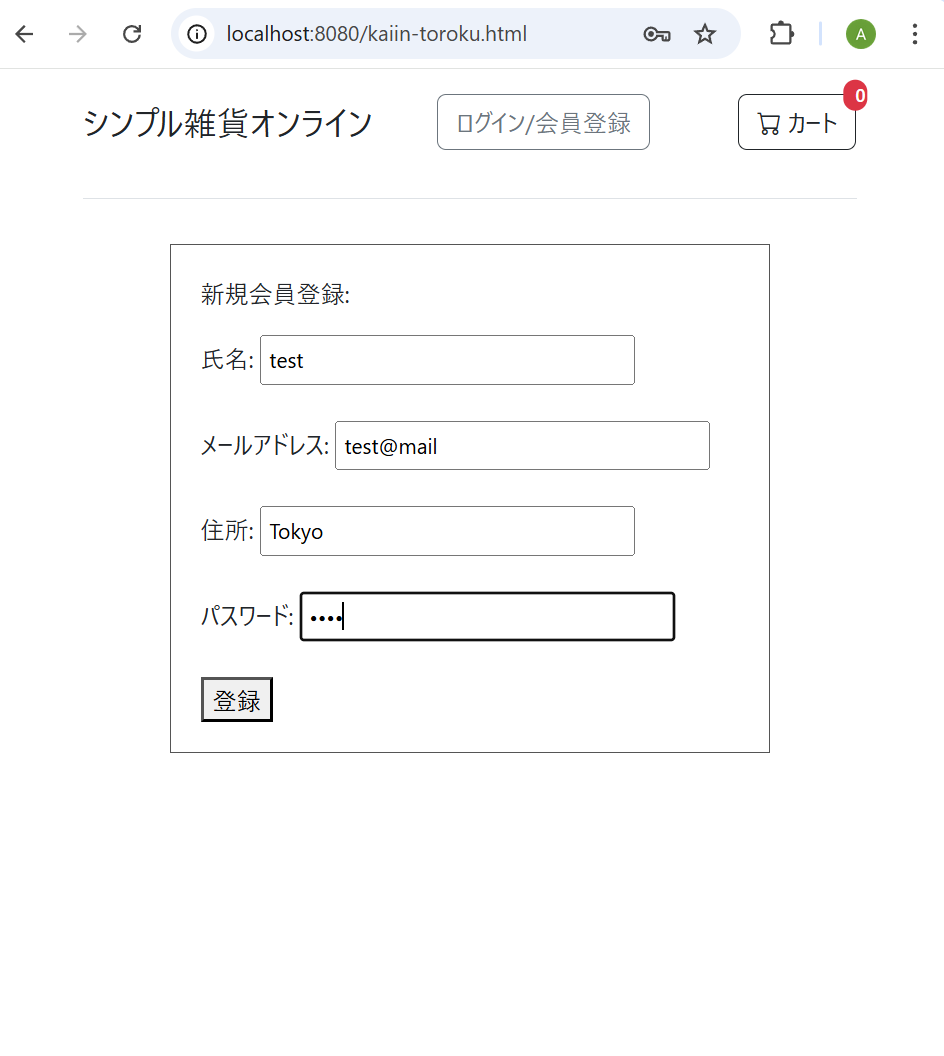 localhost:8080/kaiin-toroku.html
A
シンプル雑貨オンライン
ログイン/会員登録
カート
0
新規会員登録:
氏名: test
メールアドレス: test@mail
住所: Tokyo
パスワード: ••••
登録